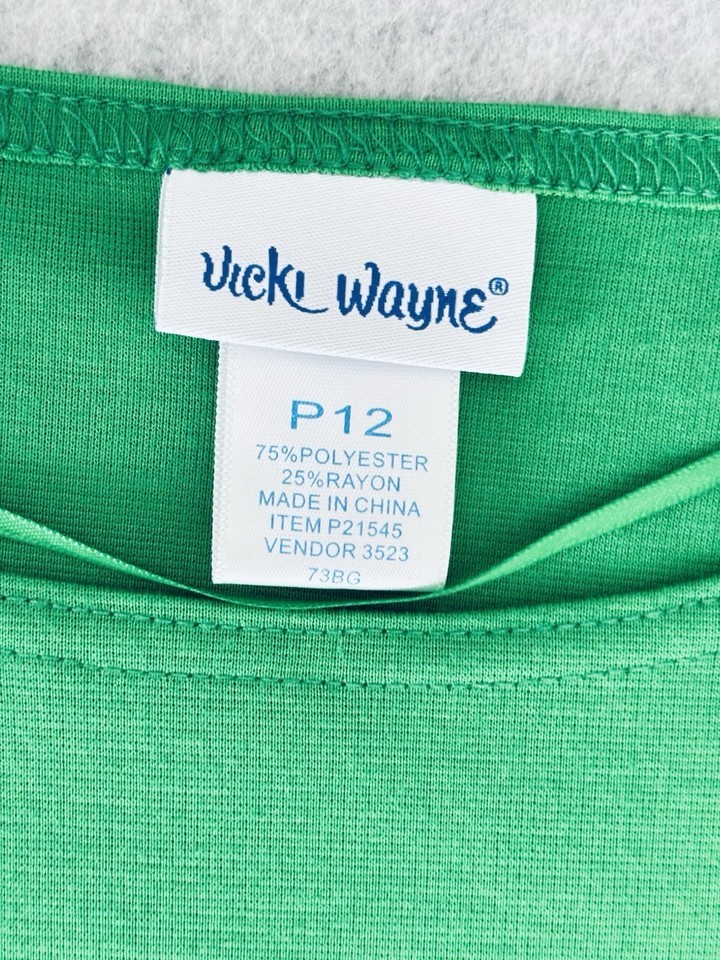 Vicki Wayne®
P12
75%POLYESTER
25%RAYON
MADE IN CHINA
ITEM P21545
VENDOR 3523
73BG